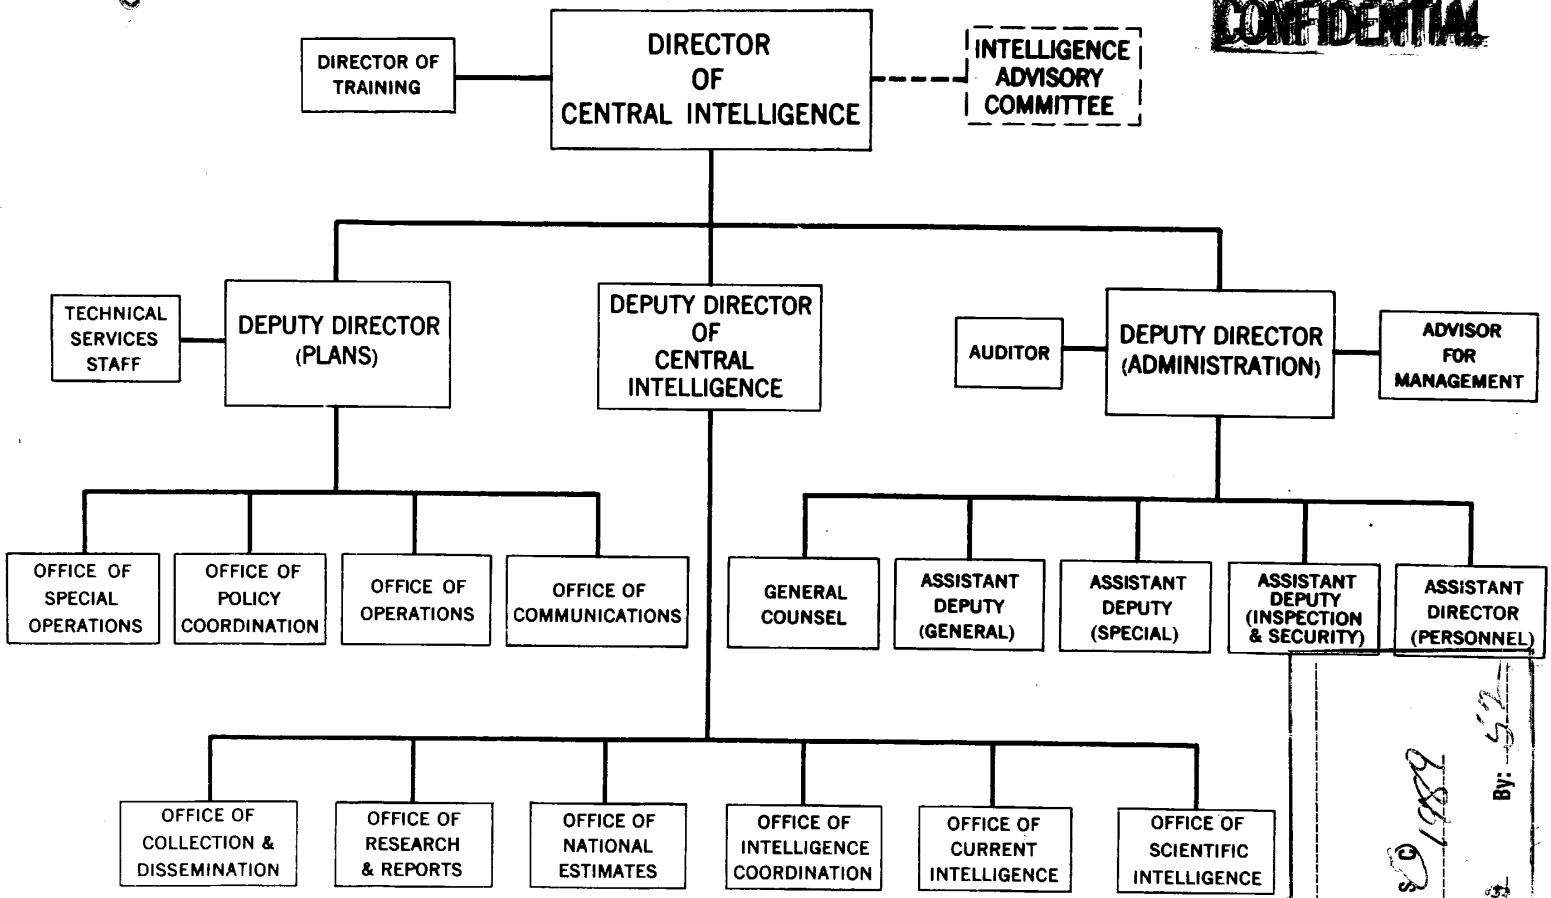 CONFIDENTIAL
DIRECTOR OF
TRAINING
DIRECTOR
OF
CENTRAL INTELLIGENCE
INTELLIGENCE
ADVISORY
COMMITTEE
TECHNICAL
SERVICES
STAFF
DEPUTY DIRECTOR
(PLANS)
DEPUTY DIRECTOR
OF
CENTRAL
INTELLIGENCE
AUDITOR
DEPUTY DIRECTOR
(ADMINISTRATION)
ADVISOR
FOR
MANAGEMENT
OFFICE OF
SPECIAL
OPERATIONS
OFFICE OF
POLICY
COORDINATION
OFFICE OF
OPERATIONS
OFFICE OF
COMMUNICATIONS
GENERAL
COUNSEL
ASSISTANT
DEPUTY
(GENERAL)
ASSISTANT
DEPUTY
(SPECIAL)
ASSISTANT
DEPUTY
(INSPECTION
& SECURITY)
ASSISTANT
DIRECTOR
(PERSONNEL)
OFFICE OF
COLLECTION &
DISSEMINATION
OFFICE OF
RESEARCH
& REPORTS
OFFICE OF
NATIONAL
ESTIMATES
OFFICE OF
INTELLIGENCE
COORDINATION
OFFICE OF
CURRENT
INTELLIGENCE
OFFICE OF
SCIENTIFIC
INTELLIGENCE
S C
1989
By: